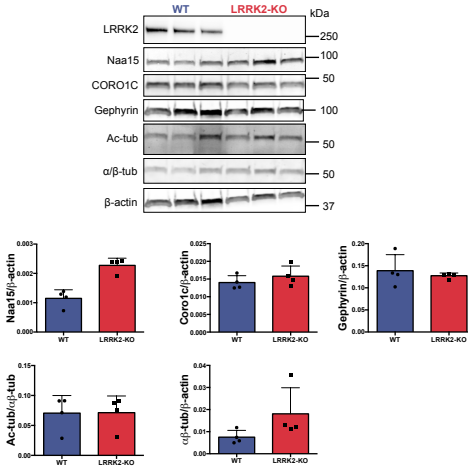 WT LRRK2-KO kDa
LRRK2
250
Naa15 100
CORO1C 50
Gephyrin 100
Ac-tub 50
α/β-tub 50
β-actin 37
Naa15/β-actin
0.003
0.002
0.001
0.000
WT LRRK2-KO
Coro1c/β-actin
0.020
0.015
0.010
0.005
0.000
WT LRRK2-KO
Gephyrin/β-actin
0.20
0.15
0.10
0.05
0.00
WT LRRK2-KO
Ac-tub/αβ-tub
0.15
0.10
0.05
0.00
WT LRRK2-KO
αβ-tub/β-actin
0.04
0.03
0.02
0.01
0.00
WT LRRK2-KO